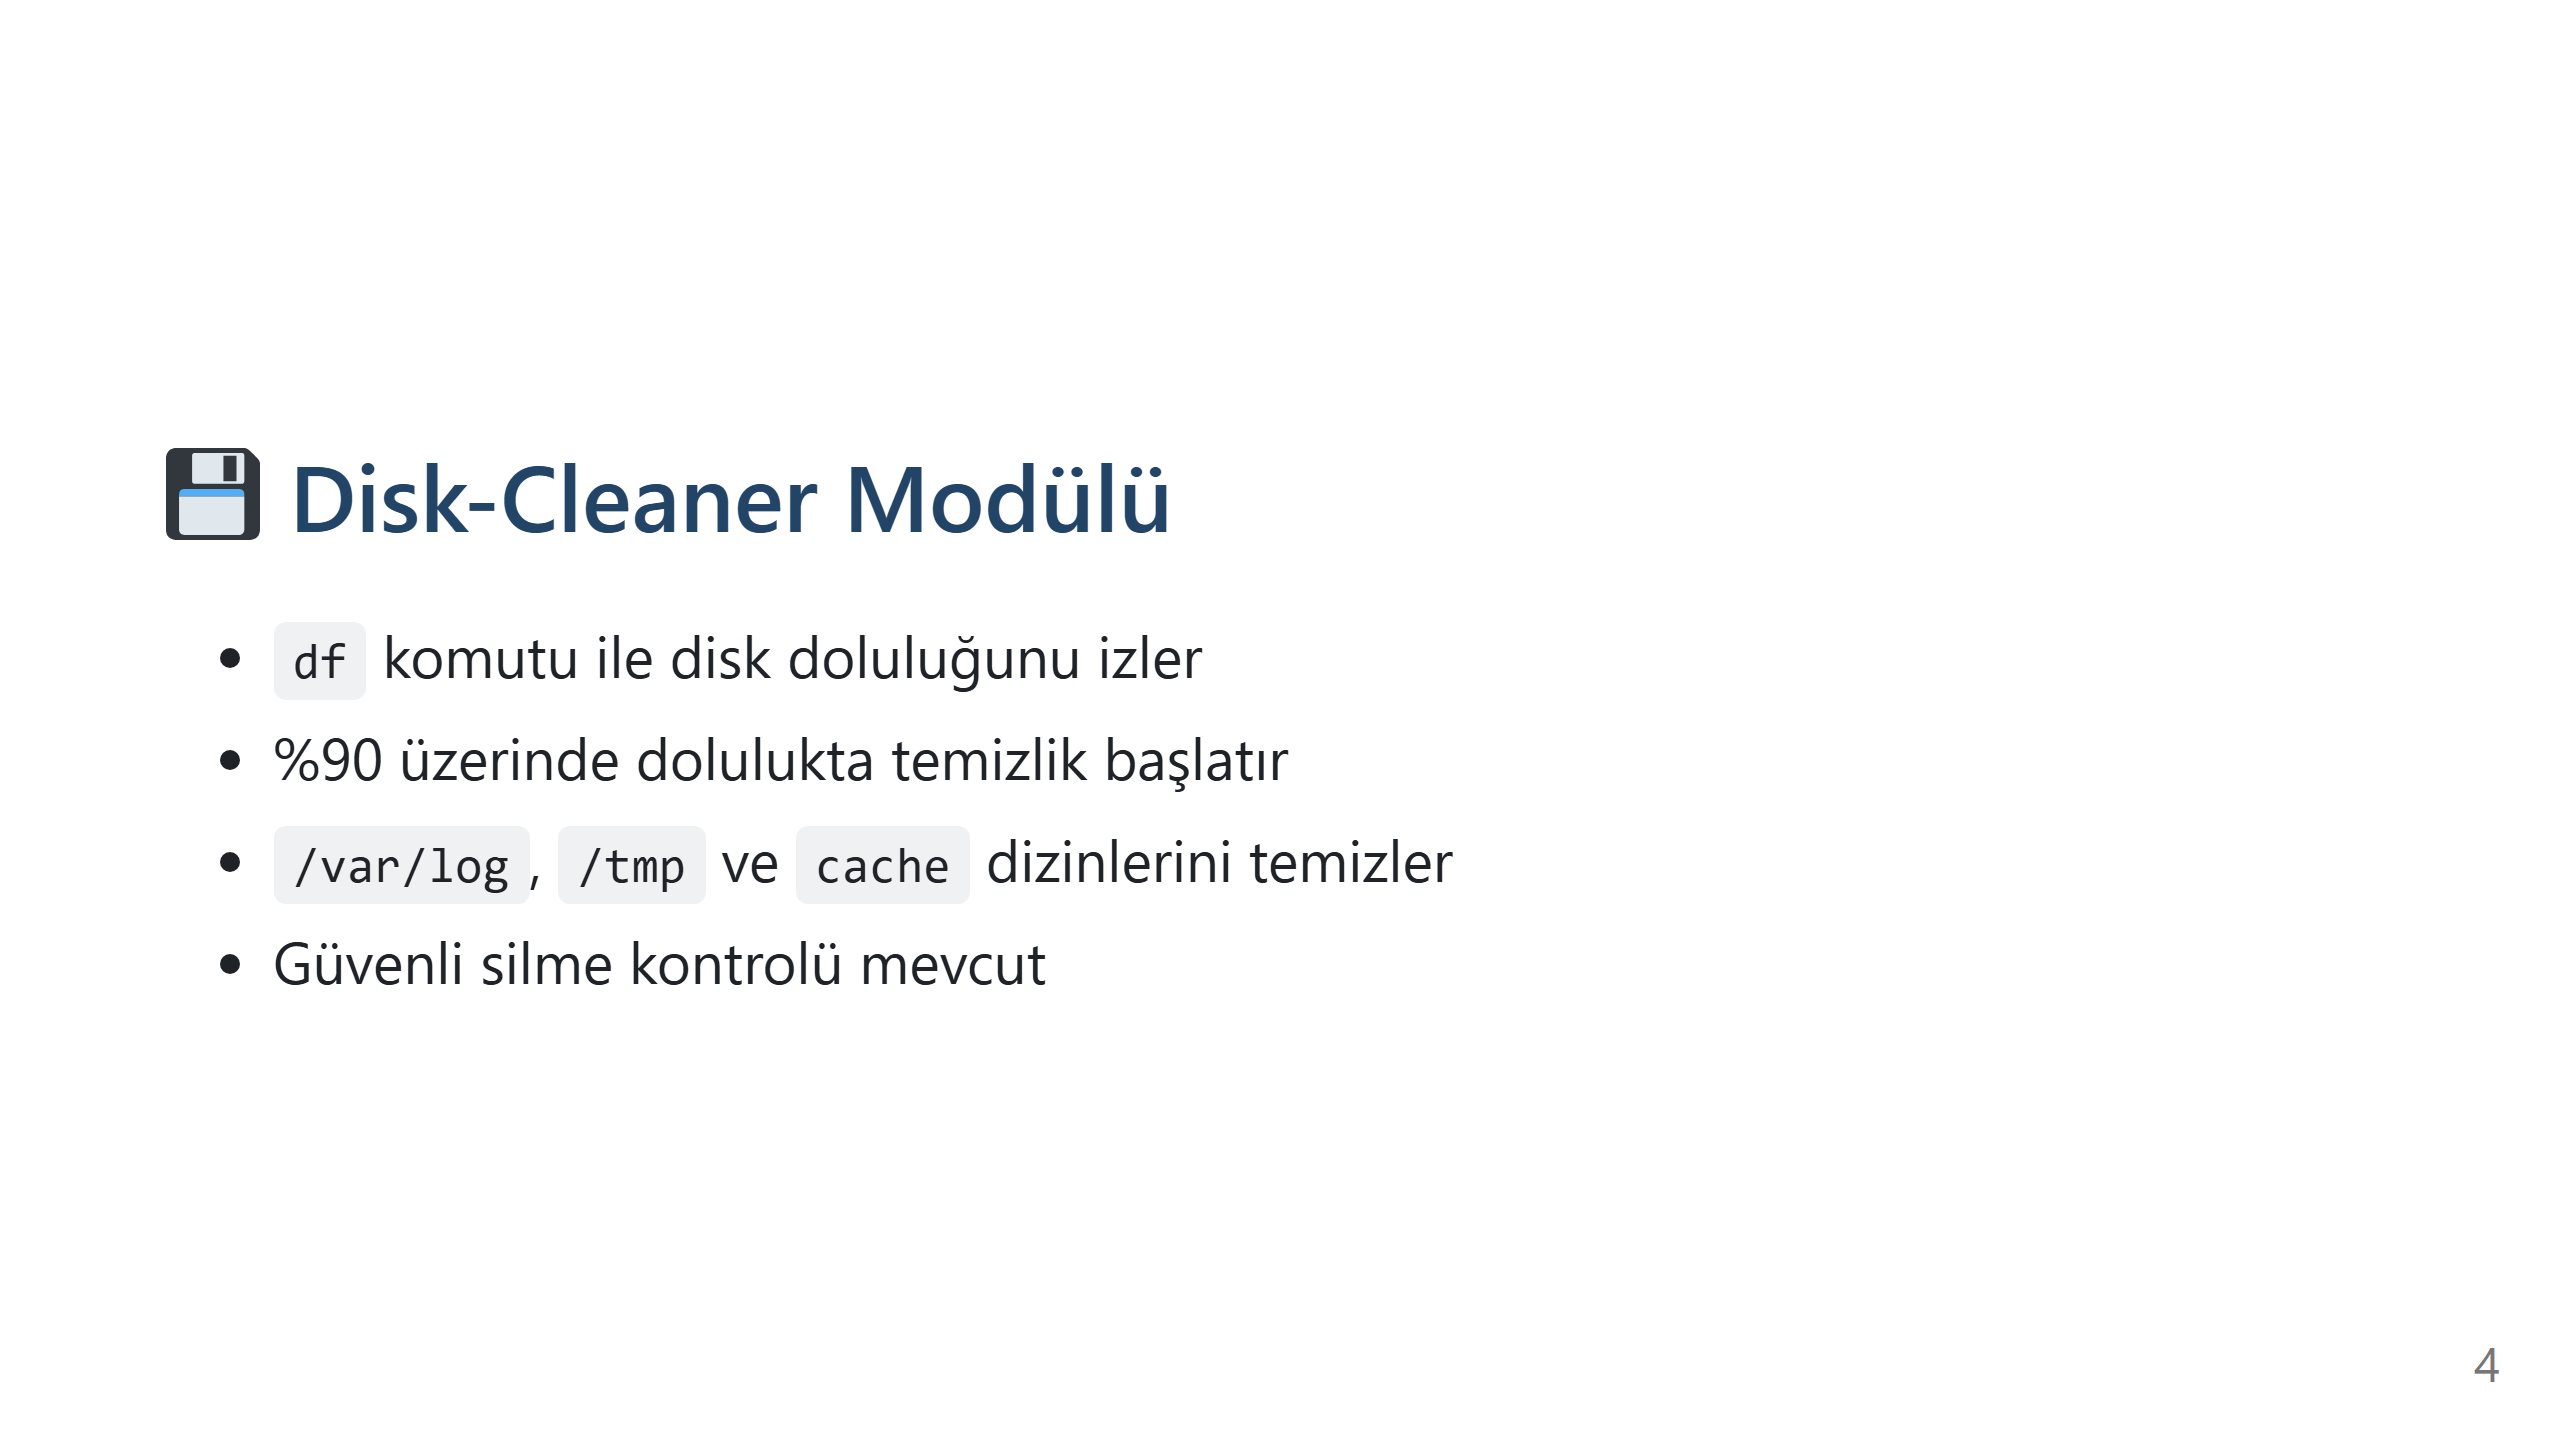 Disk-Cleaner Modülü
df komutu ile disk doluluğunu izler
%90 üzerinde dolulukta temizlik başlatır
/var/log, /tmp ve cache dizinlerini temizler
Güvenli silme kontrolü mevcut
4